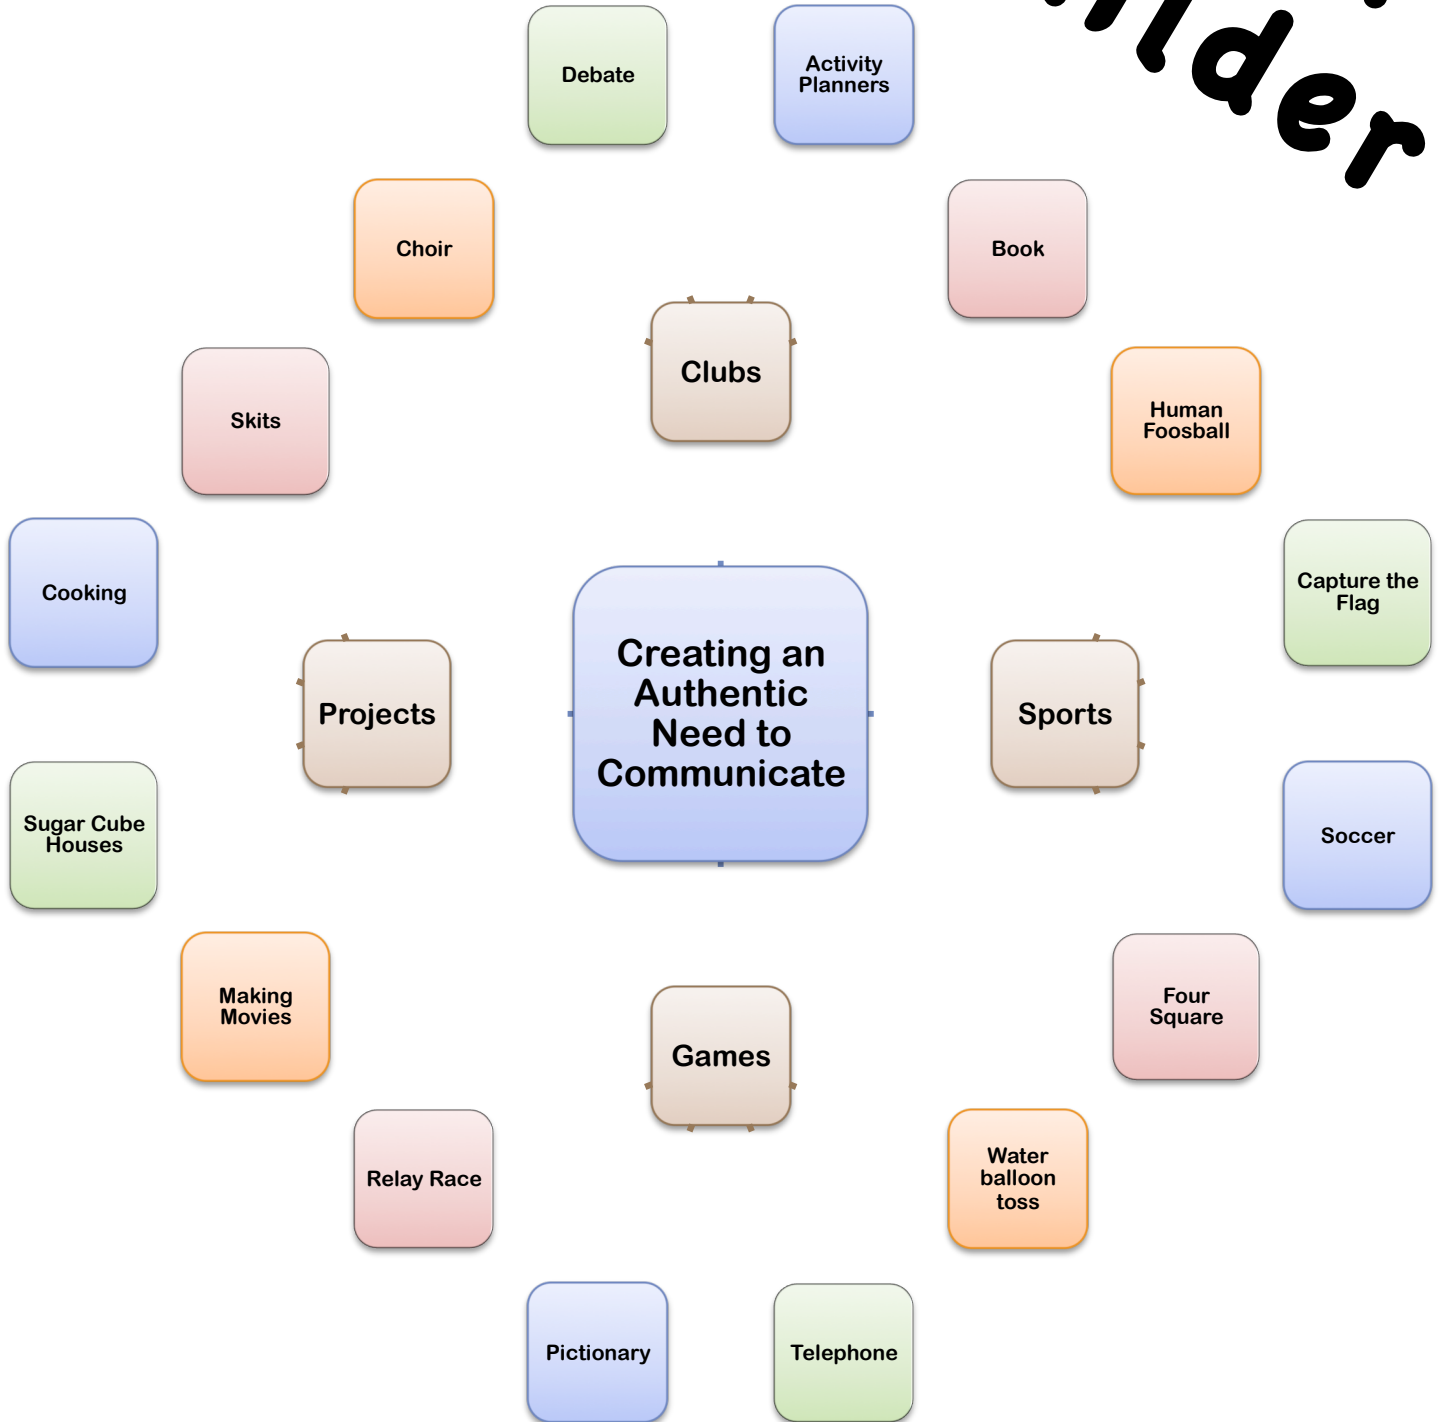 Debate
Activity
Planners
Choir
Book
Clubs
Skits
Human
Foosball
Cooking
Capture the
Flag
Creating an
Authentic
Need to
Communicate
Projects
Sports
Sugar Cube
Houses
Soccer
Making
Movies
Four
Square
Games
Relay Race
Water
balloon
toss
Pictionary
Telephone